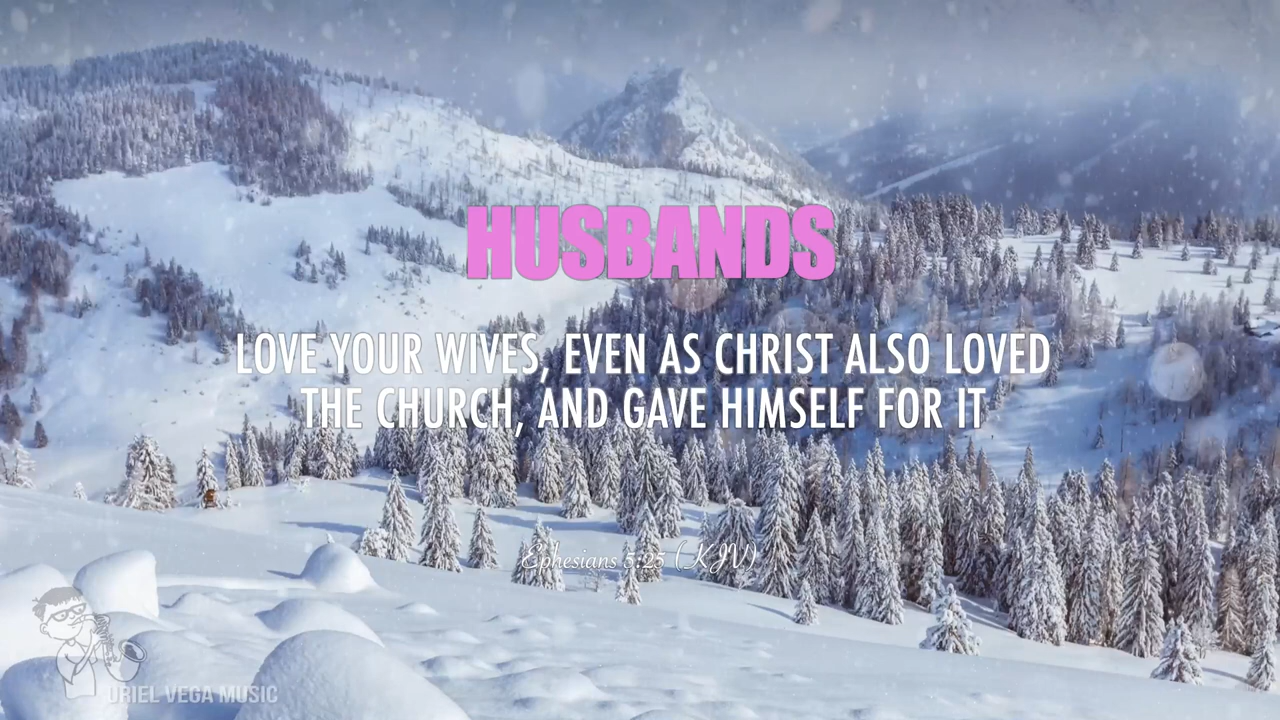 HUSBANDS
LOVE YOUR WIVES, EVEN AS CHRIST ALSO LOVED
THE CHURCH, AND GAVE HIMSELF FOR IT
Ephesians 5:25 (KJV)
URIEL VEGA MUSIC